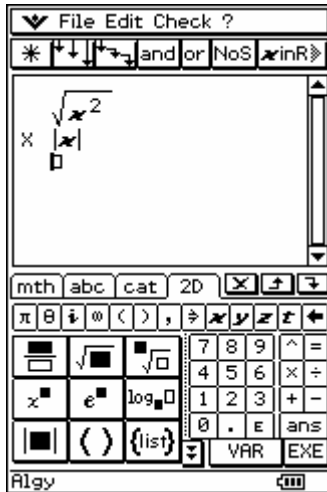 File Edit Check ?
and or NoS xinR
√x²
X |x|
mth abc cat 2D
π θ i ∞ ( ) , ⇒ x y z t ←
√■ ■√□ 7 8 9 ^ =
4 5 6 × ÷
x■ e■ log■□ 1 2 3 + −
|■| ( ) {list} 0 . E ans
VAR EXE
Algy